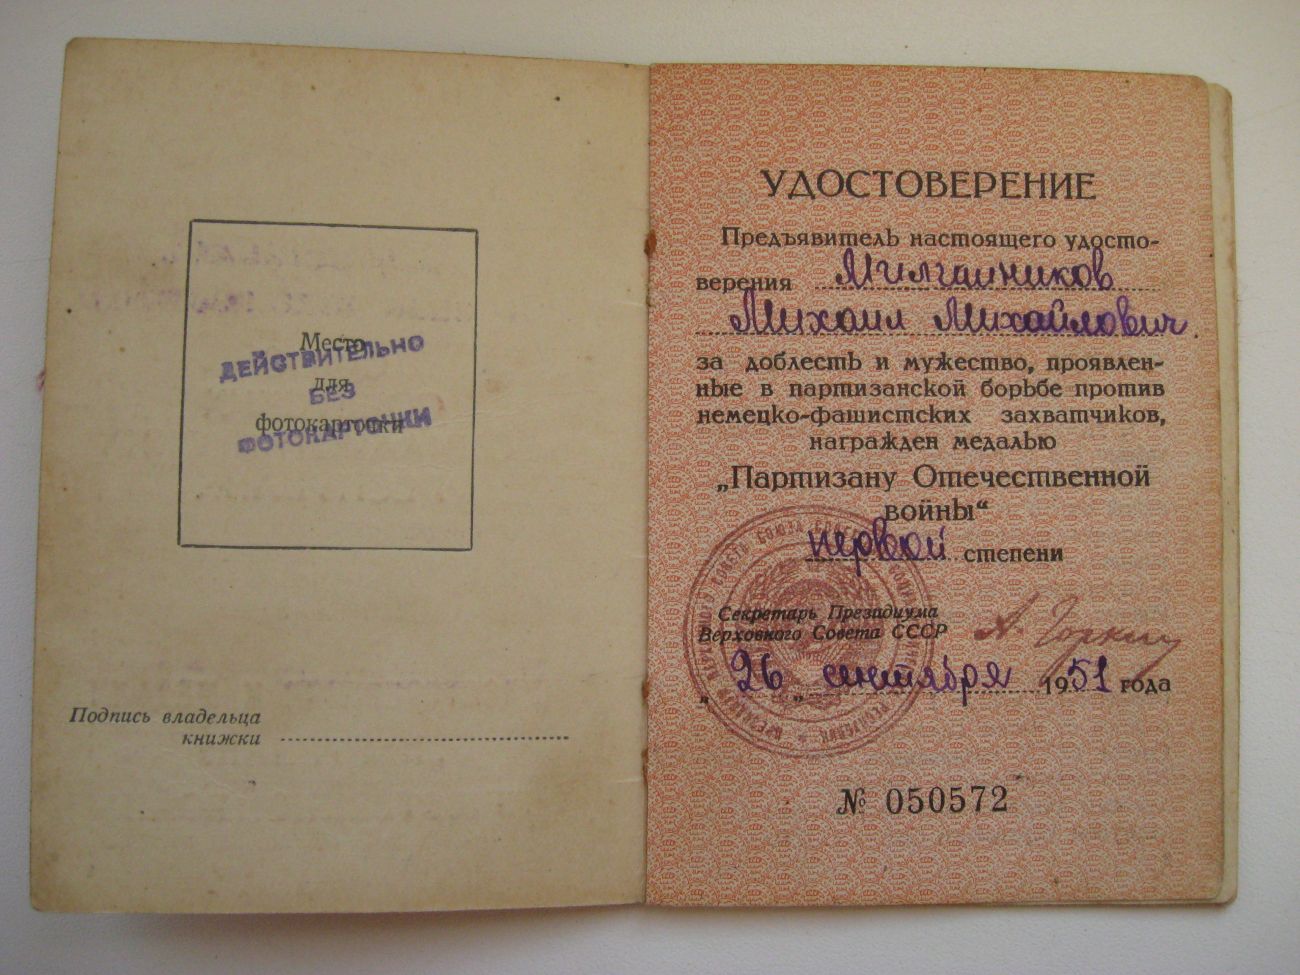 Место
для
фотокарточки
ДЕЙСТВИТЕЛЬНО
БЕЗ
ФОТОКАРТОЧКИ
Подпись владельца
книжки
УДОСТОВЕРЕНИЕ
Предъявитель настоящего удосто-
верения
Михаил Михайлович
за доблесть и мужество, проявлен-
ные в партизанской борьбе против
немецко-фашистских захватчиков,
награжден медалью
„Партизану Отечественной
войны“
первой степени
Секретарь Президиума
Верховного Совета СССР
А. Горкин
„26„ сентября 1951 года
№ 050572